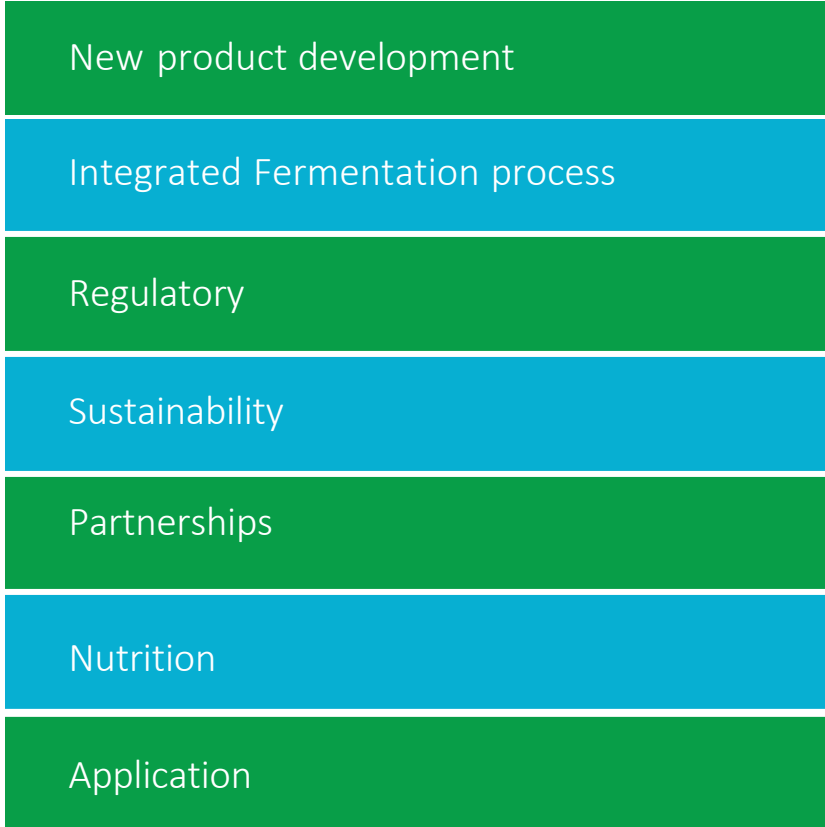 New product development
Integrated Fermentation process
Regulatory
Sustainability
Partnerships
Nutrition
Application